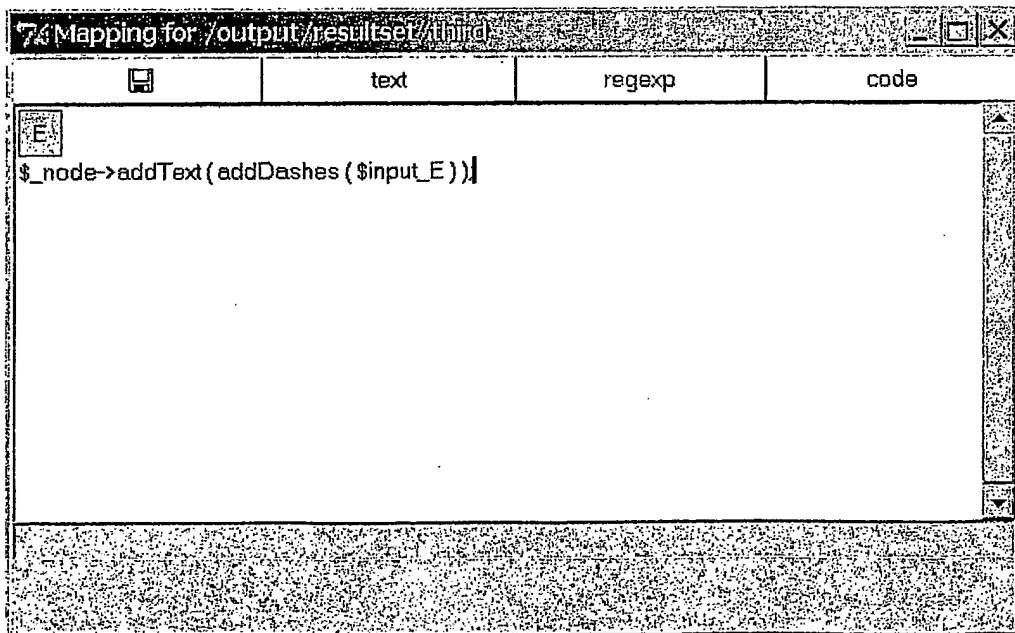 Mapping for /output/resultset/third
text regexp code
E
$_node->addText(addDashes($input_E));